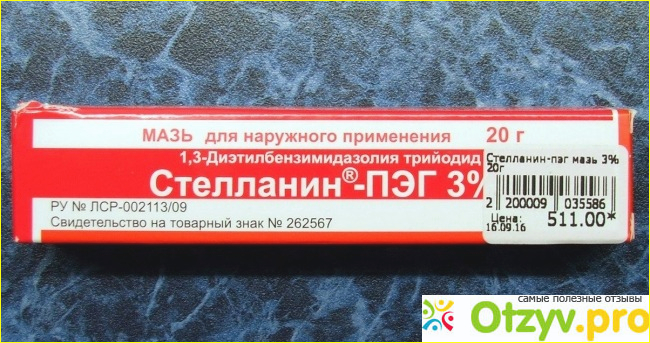 МАЗЬ для наружного применения 20 г
1,3-Диэтилбензимидазолия трийодид
Стелланин®-ПЭГ 3%
РУ № ЛСР-002113/09
Свидетельство на товарный знак № 262567
Стелланин-пэг мазь 3%
20г
2 200009 035586
Цена:
511.00*
16.09.16
самые полезные отзывы
Otzyv.pro